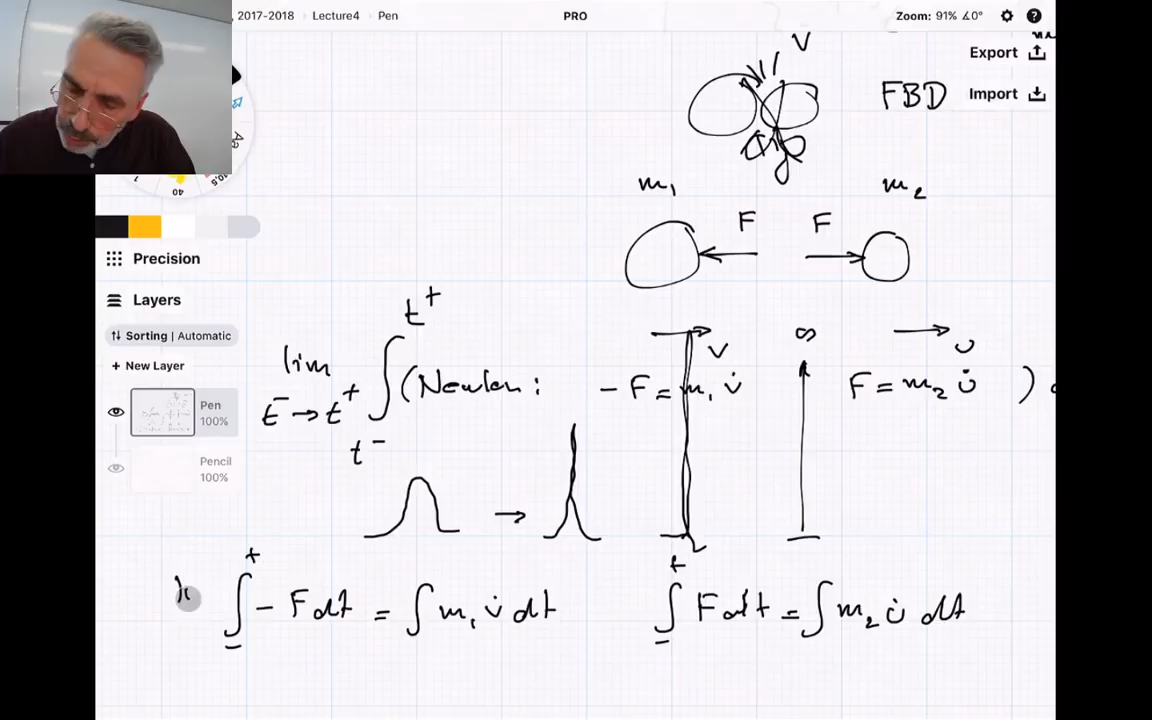 2017-2018 Lecture4 Pen PRO Zoom: 91% ∠0°
Export
V
FBD Import
m₁ m₂
F F
Precision
Layers
Sorting | Automatic
+ New Layer
Pen
100%
Pencil
100%
40
t⁺
∞
v u
lim t⁻→t⁺ ∫ (Newton: -F = m₁ v̇ F = m₂ u̇ )
t⁻
→
+ +
∫ - F dt = ∫ m₁ v̇ dt ∫ F dt = ∫ m₂ u̇ dt
- -